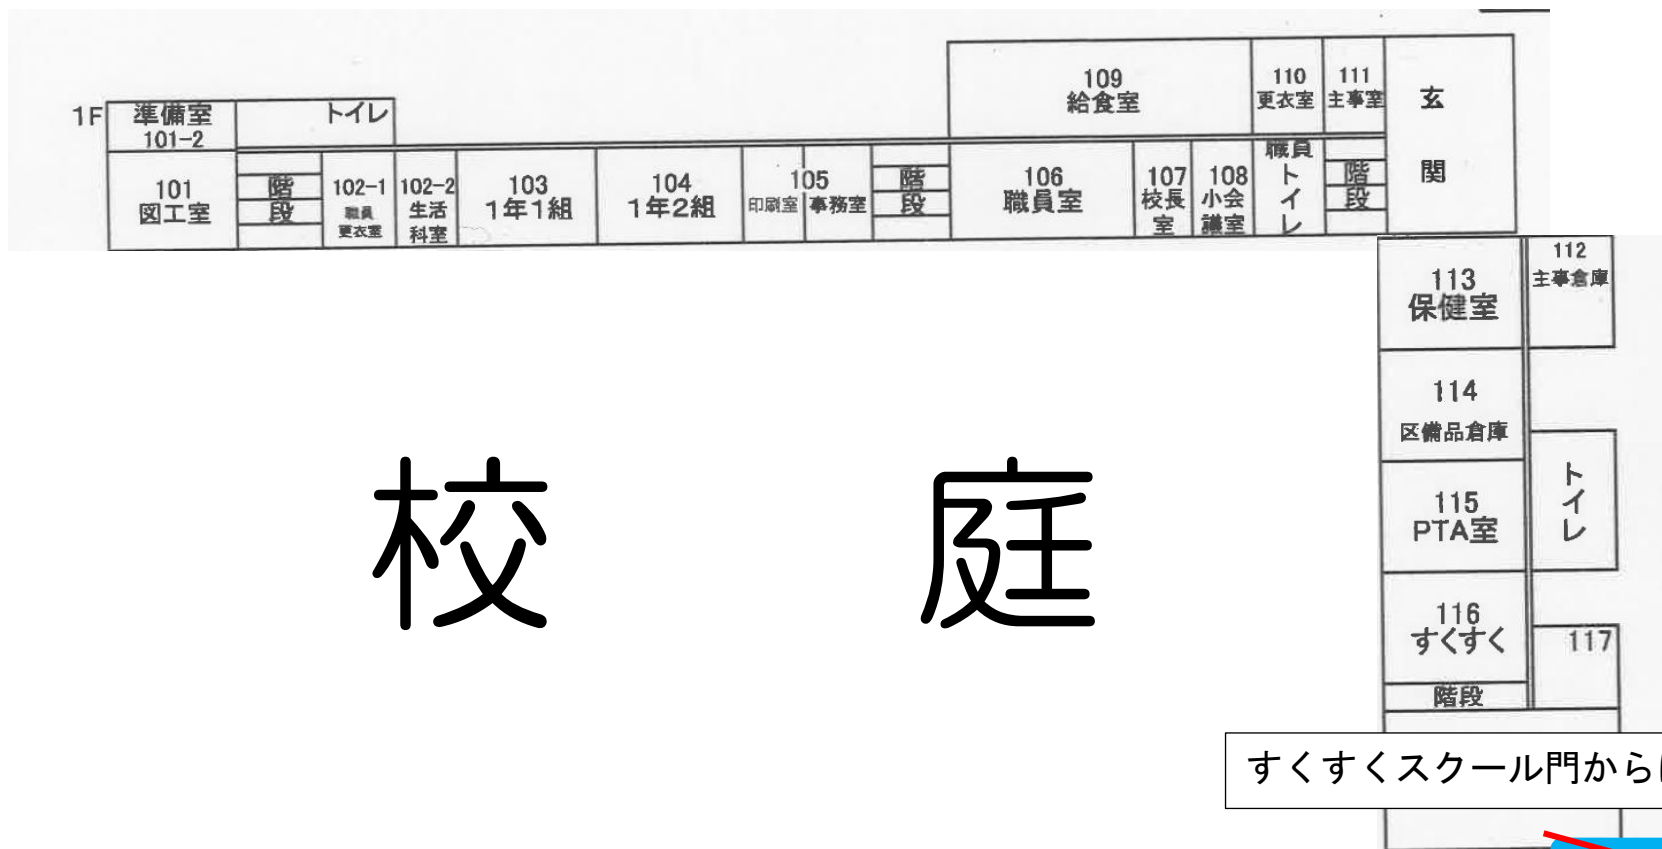 1F
準備室
101-2
トイレ
101
図工室
階
段
102-1
職員
更衣室
102-2
生活
科室
103
1年1組
104
1年2組
105
印刷室 事務室
階
段
109
給食室
110
更衣室
111
主事室
106
職員室
107
校長
室
108
小会
議室
職員
トイレ
階
段
玄
関
113
保健室
112
主事倉庫
114
区備品倉庫
115
PTA室
トイレ
116
すくすく
117
階段
校庭
すくすくスクール門から